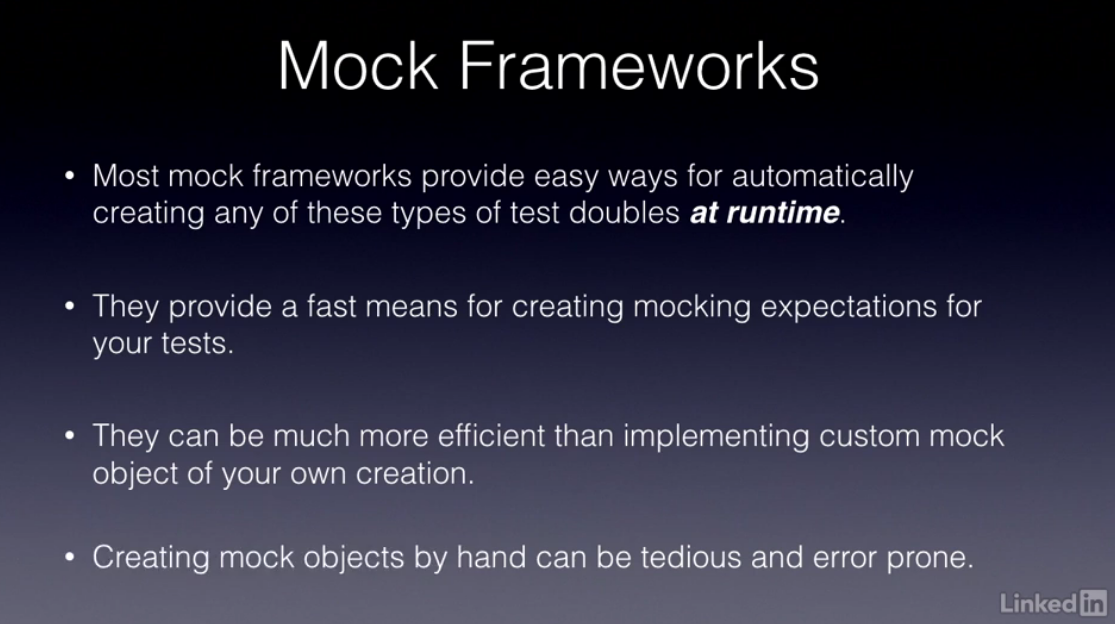 Mock Frameworks
• Most mock frameworks provide easy ways for automatically
creating any of these types of test doubles at runtime.
• They provide a fast means for creating mocking expectations for
your tests.
• They can be much more efficient than implementing custom mock
object of your own creation.
• Creating mock objects by hand can be tedious and error prone.
Linked in